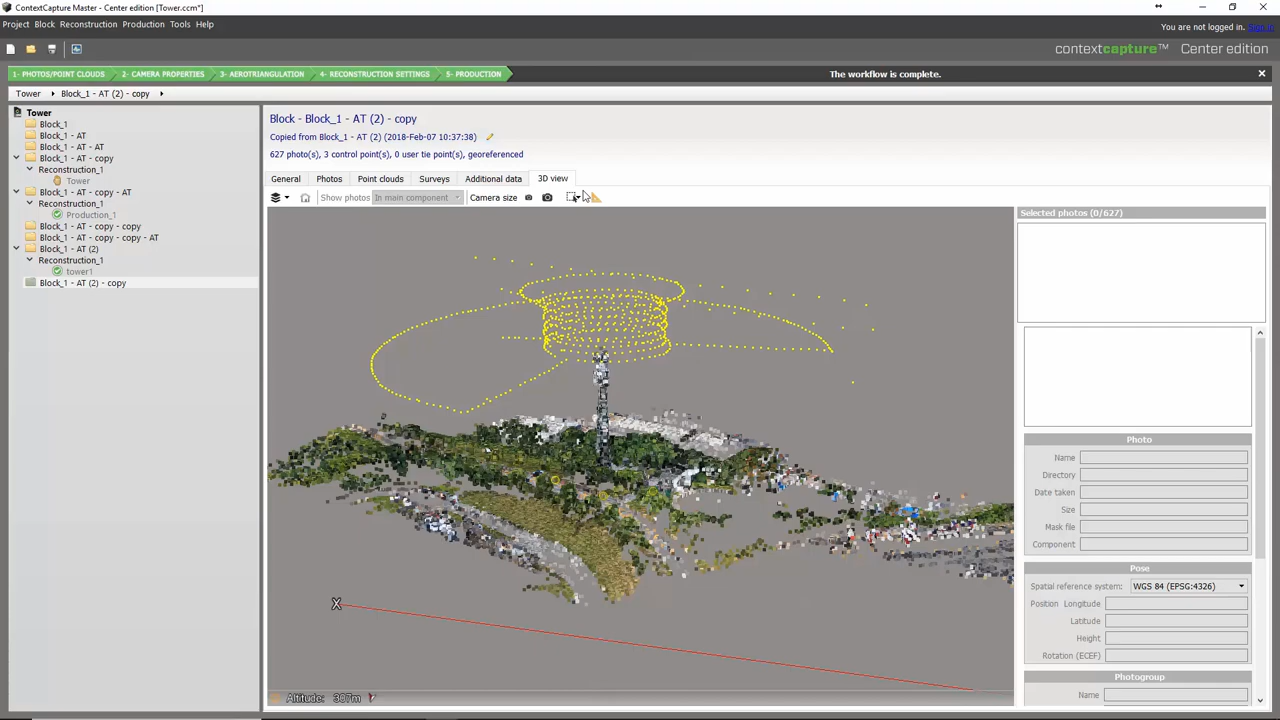 ContextCapture Master - Center edition [Tower.ccm*]
Project Block Reconstruction Production Tools Help
You are not logged in. Sign in
contextcapture™ Center edition
1- PHOTOS/POINT CLOUDS 2- CAMERA PROPERTIES 3- AEROTRIANGULATION 4- RECONSTRUCTION SETTINGS 5- PRODUCTION The workflow is complete.
Tower Block_1 - AT (2) - copy
Tower
Block_1
Block_1 - AT
Block_1 - AT - AT
Block_1 - AT - copy
Reconstruction_1
Tower
Block_1 - AT - copy - AT
Reconstruction_1
Production_1
Block_1 - AT - copy - copy
Block_1 - AT - copy - copy - AT
Block_1 - AT (2)
Reconstruction_1
tower1
Block_1 - AT (2) - copy
Block - Block_1 - AT (2) - copy
Copied from Block_1 - AT (2) (2018-Feb-07 10:37:38)
627 photo(s), 3 control point(s), 0 user tie point(s), georeferenced
General Photos Point clouds Surveys Additional data 3D view
Show photos In main component Camera size
X
Altitude: 307m
Selected photos (0/627)
Photo
Name
Directory
Date taken
Size
Mask file
Component
Pose
Spatial reference system: WGS 84 (EPSG:4326)
Position Longitude
Latitude
Height
Rotation (ECEF)
Photogroup
Name